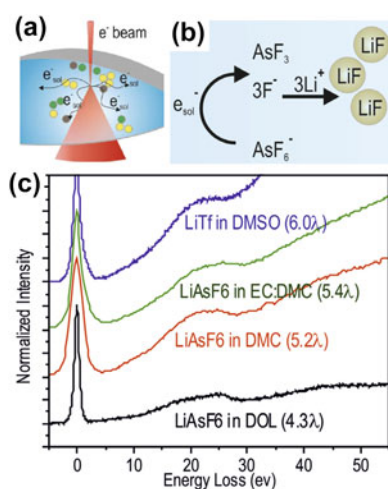 (a)
e⁻ beam
e⁻sol
e⁻sol
e⁻sol
e⁻sol
(b)
AsF₃
3F⁻
3Li⁺
LiF
LiF
LiF
esol⁻
AsF₆⁻
(c)
Normalized Intensity
LiTf in DMSO (6.0λ)
LiAsF6 in EC:DMC (5.4λ)
LiAsF6 in DMC (5.2λ)
LiAsF6 in DOL (4.3λ)
0 10 20 30 40 50
Energy Loss (ev)